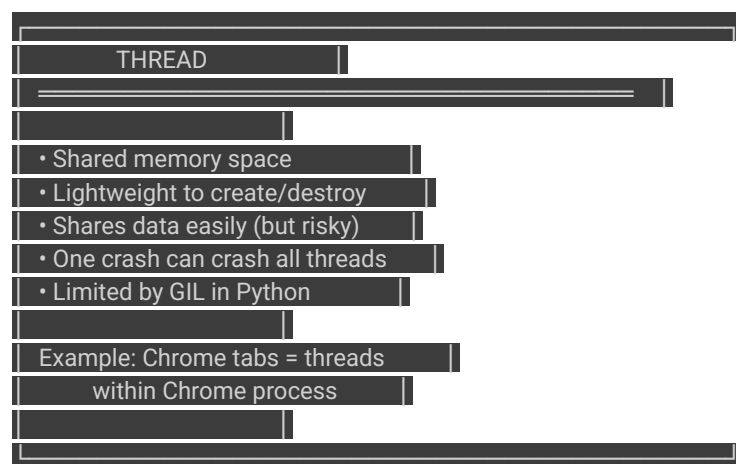 THREAD
• Shared memory space
• Lightweight to create/destroy
• Shares data easily (but risky)
• One crash can crash all threads
• Limited by GIL in Python
Example: Chrome tabs = threads
within Chrome process